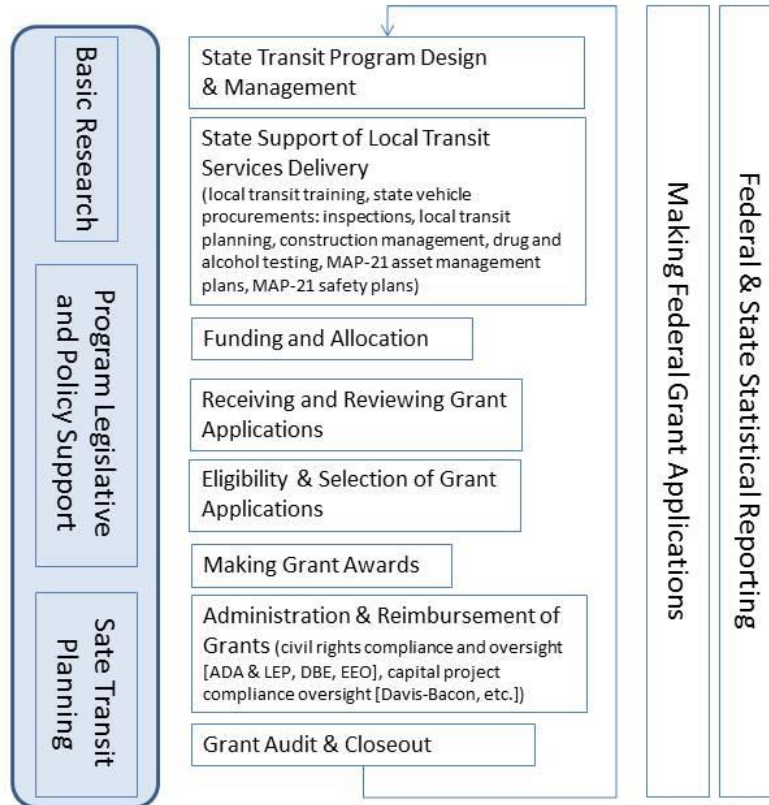 Basic Research
Program Legislative
and Policy Support
Sate Transit
Planning
State Transit Program Design
& Management
State Support of Local Transit
Services Delivery
(local transit training, state vehicle
procurements: inspections, local transit
planning, construction management, drug and
alcohol testing, MAP-21 asset management
plans, MAP-21 safety plans)
Funding and Allocation
Receiving and Reviewing Grant
Applications
Eligibility & Selection of Grant
Applications
Making Grant Awards
Administration & Reimbursement of
Grants (civil rights compliance and oversight
[ADA & LEP, DBE, EEO], capital project
compliance oversight [Davis-Bacon, etc.])
Grant Audit & Closeout
Making Federal Grant Applications
Federal & State Statistical Reporting